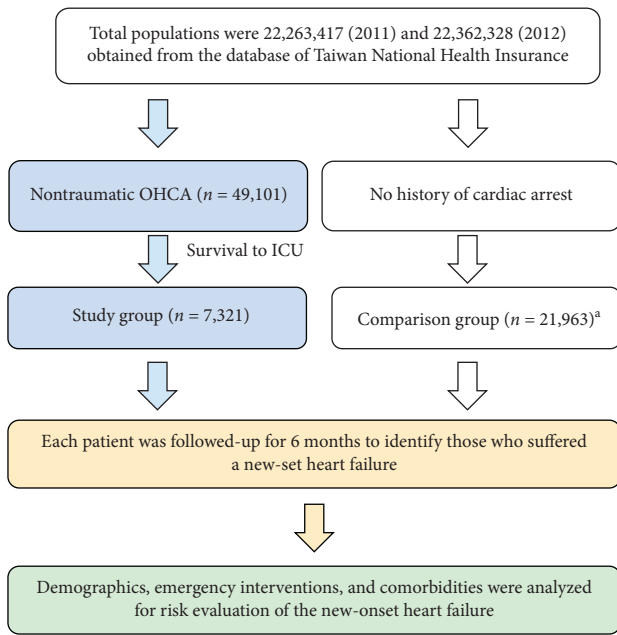 Total populations were 22,263,417 (2011) and 22,362,328 (2012)
obtained from the database of Taiwan National Health Insurance
Nontraumatic OHCA (n = 49,101)
No history of cardiac arrest
Survival to ICU
Study group (n = 7,321)
Comparison group (n = 21,963)a
Each patient was followed-up for 6 months to identify those who suffered
a new-set heart failure
Demographics, emergency interventions, and comorbidities were analyzed
for risk evaluation of the new-onset heart failure